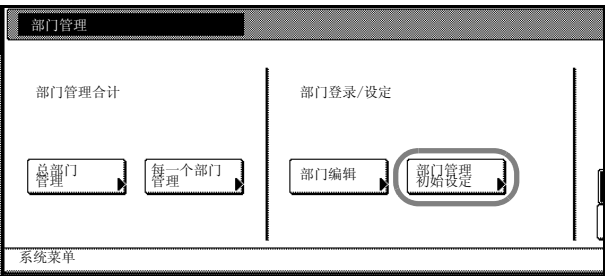 部门管理
部门管理合计
部门登录/设定
总部门
管理
每一个部门
管理
部门编辑
部门管理
初始设定
系统菜单